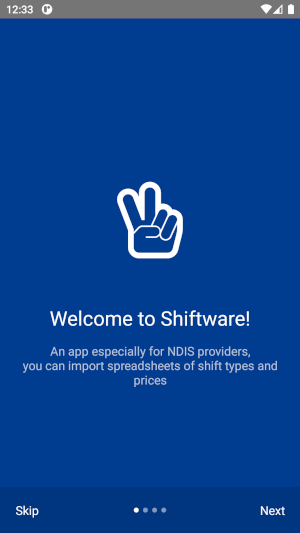 12:33
Welcome to Shiftware!
An app especially for NDIS providers,
you can import spreadsheets of shift types and
prices
Skip
Next